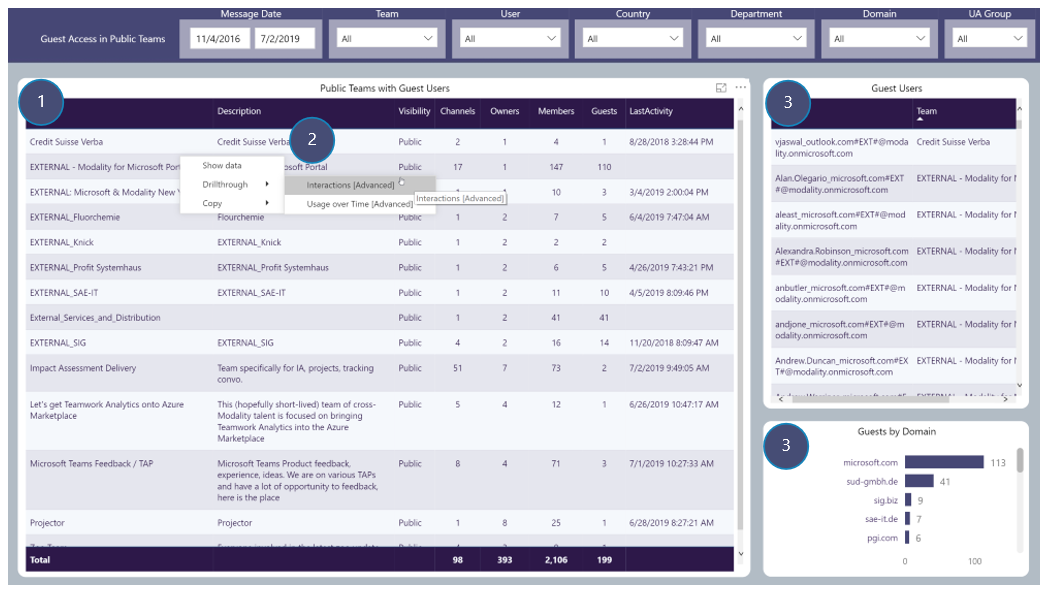 Guest Access in Public Teams
Message Date
11/4/2016 7/2/2019
Team
All
User
All
Country
All
Department
All
Domain
All
UA Group
All
1
Public Teams with Guest Users
Description Visibility Channels Owners Members Guests LastActivity
Credit Suisse Verba Credit Suisse Verba Public 2 1 4 1 8/28/2018 3:28:44 PM
2
EXTERNAL - Modality for Microsoft Port osoft Portal Public 17 1 147 110
Show data
Drillthrough
Copy
Interactions [Advanced]
Usage over Time [Advanced]
Interactions [Advanced]
EXTERNAL: Microsoft & Modality New 10 3 3/4/2019 2:00:04 PM
EXTERNAL_Fluorchemie Flourchemie Public 1 2 7 5 6/4/2019 7:47:04 AM
EXTERNAL_Knick EXTERNAL_Knick Public 1 2 2 2
EXTERNAL_Profit Systemhaus EXTERNAL_Profit Systemhaus Public 1 2 6 5 4/26/2019 7:43:21 PM
EXTERNAL_SAE-IT EXTERNAL_SAE-IT Public 1 2 11 10 4/5/2019 8:09:46 PM
External_Services_and_Distribution Public 1 2 41 41
EXTERNAL_SIG EXTERNAL_SIG Public 4 2 16 14 11/20/2018 8:09:47 AM
Impact Assessment Delivery Team specifically for IA, projects, tracking Public 51 7 73 2 7/2/2019 9:49:05 AM
convo.
Let's get Teamwork Analytics onto Azure This (hopefully short-lived) team of cross- Public 5 4 12 1 6/26/2019 10:47:17 AM
Marketplace Modality talent is focused on bringing
Teamwork Analytics into the Azure
Marketplace
Microsoft Teams Feedback / TAP Microsoft Teams Product feedback, Public 8 4 71 3 7/1/2019 10:27:33 AM
experience, ideas. We are on various TAPs
and have a lot of opportunity to feedback,
here is the place
Projector Projector Public 1 8 25 1 6/28/2019 8:27:21 AM
Total 98 393 2,106 199
3
Guest Users
Team
vjaswal_outlook.com#EXT#@moda Credit Suisse Verba
lity.onmicrosoft.com
Alan.Olegario_microsoft.com#EXT EXTERNAL - Modality for
#@modality.onmicrosoft.com
aleast_microsoft.com#EXT#@mod EXTERNAL - Modality for
ality.onmicrosoft.com
Alexandra.Robinson_microsoft.com EXTERNAL - Modality for
#EXT#@modality.onmicrosoft.com
anbutler_microsoft.com#EXT#@m EXTERNAL - Modality for
odality.onmicrosoft.com
andjone_microsoft.com#EXT#@m EXTERNAL - Modality for
odality.onmicrosoft.com
Andrew.Duncan_microsoft.com#EX EXTERNAL - Modality for
T#@modality.onmicrosoft.com
3
Guests by Domain
microsoft.com 113
sud-gmbh.de 41
sig.biz 9
sae-it.de 7
pgi.com 6
0 100